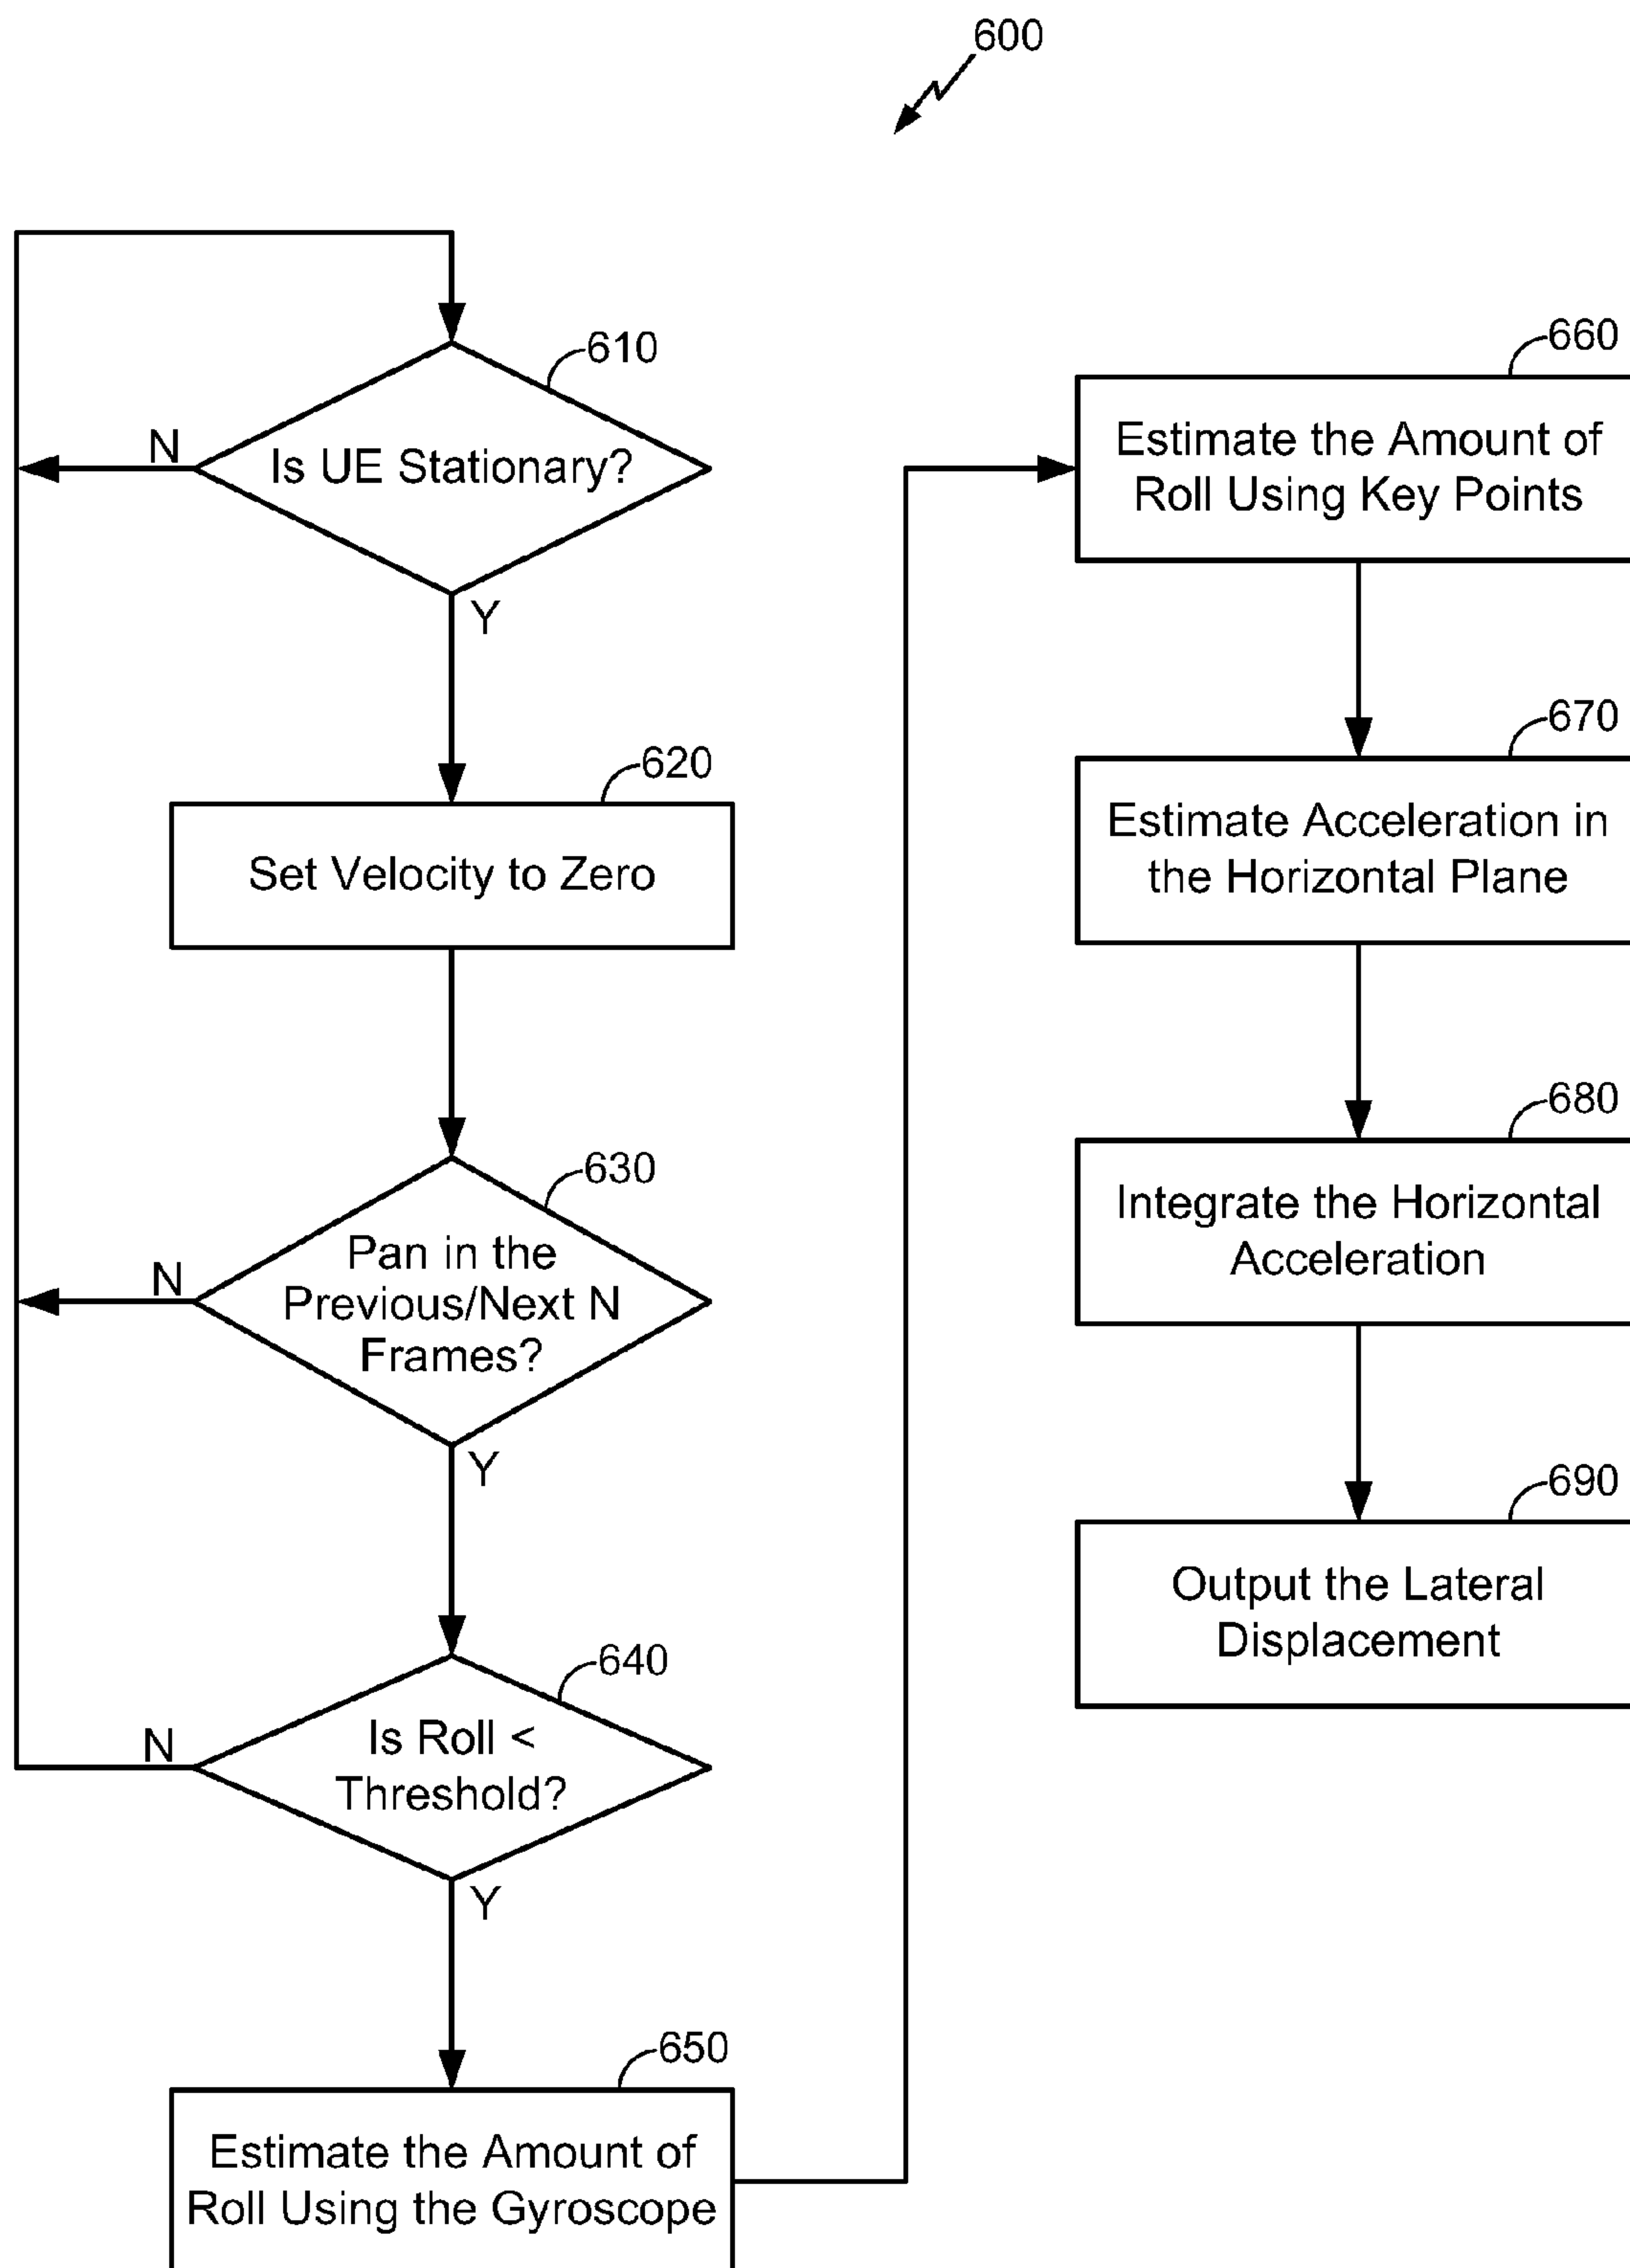 600
610
Is UE Stationary?
N
Y
620
Set Velocity to Zero
630
Pan in the
Previous/Next N
Frames?
N
Y
640
Is Roll <
Threshold?
N
Y
650
Estimate the Amount of
Roll Using the Gyroscope
660
Estimate the Amount of
Roll Using Key Points
670
Estimate Acceleration in
the Horizontal Plane
680
Integrate the Horizontal
Acceleration
690
Output the Lateral
Displacement